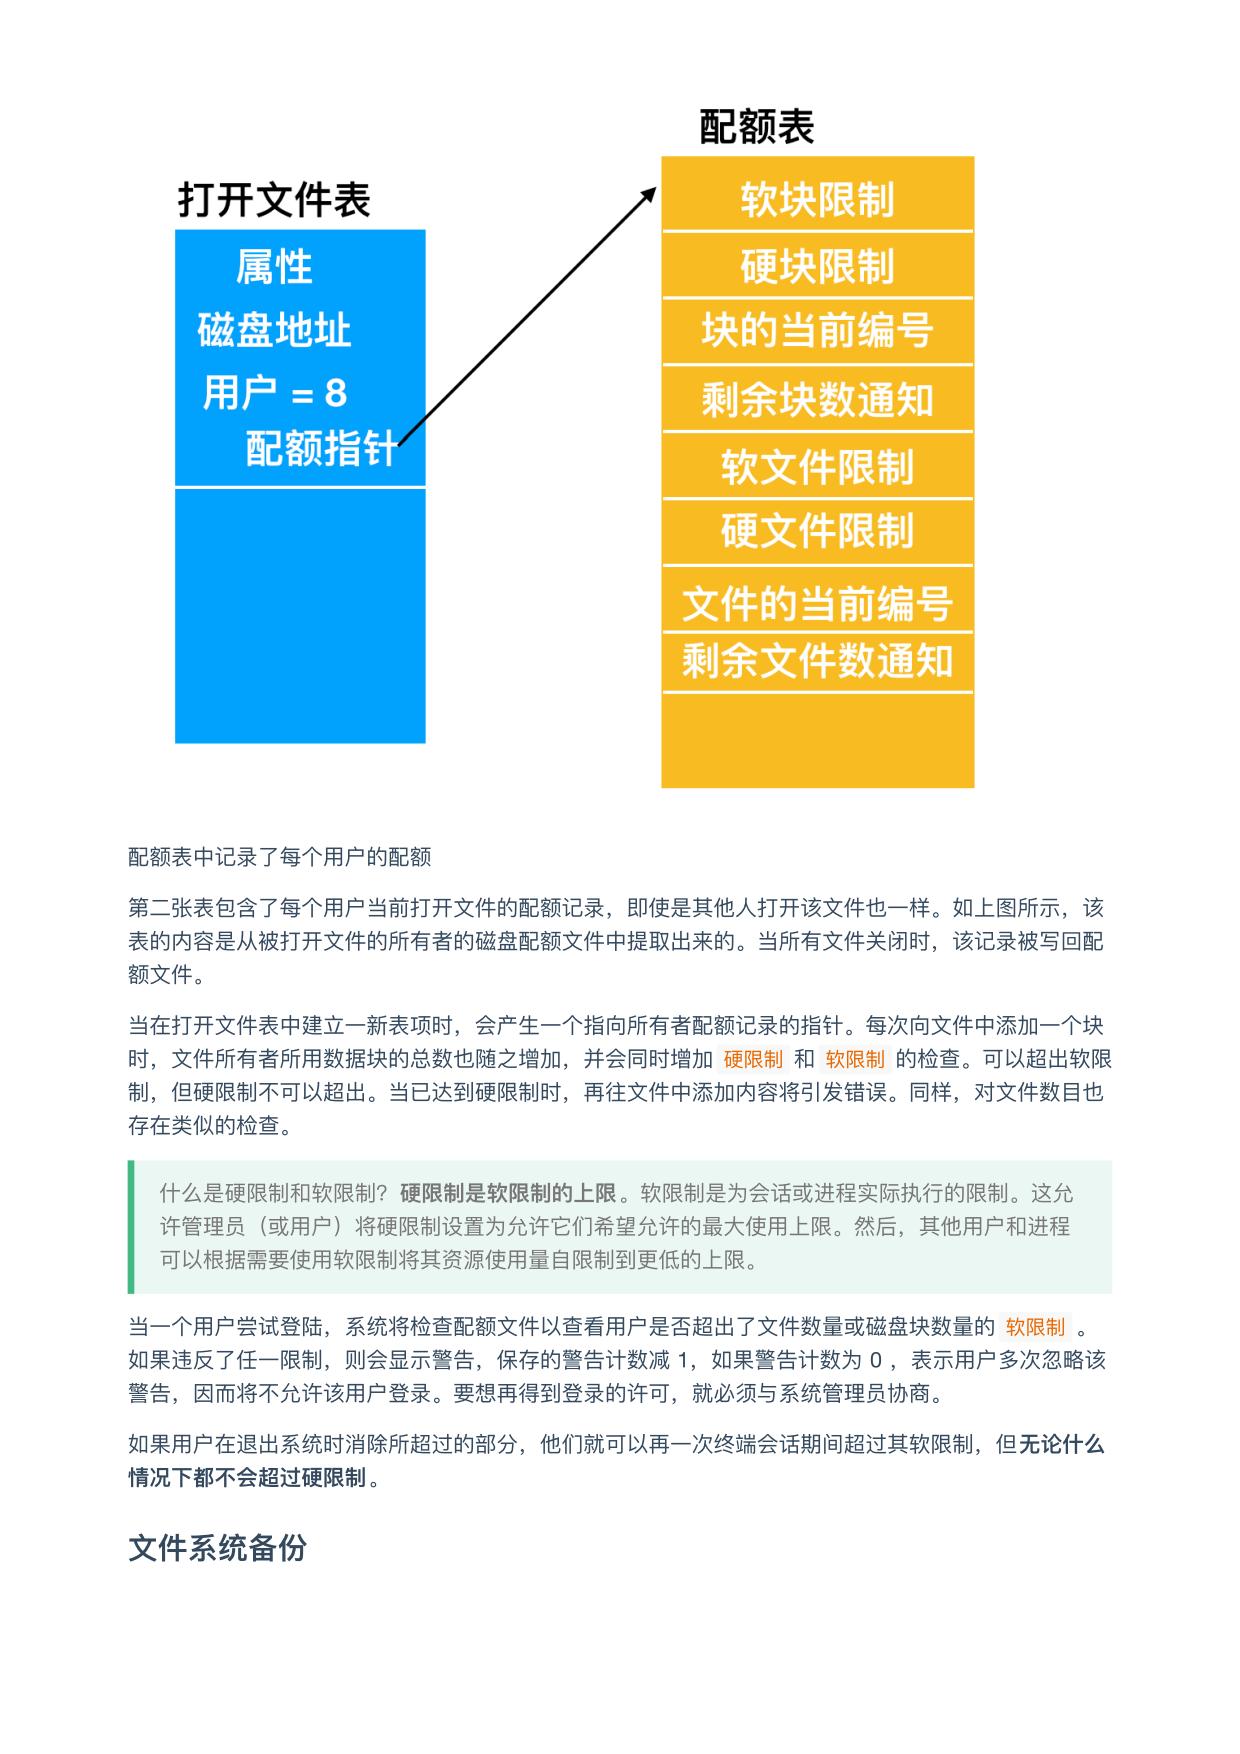 配额表
打开文件表
软块限制
属性
硬块限制
磁盘地址
块的当前编号
用户 = 8
剩余块数通知
配额指针
软文件限制
硬文件限制
文件的当前编号
剩余文件数通知
配额表中记录了每个用户的配额
第二张表包含了每个用户当前打开文件的配额记录，即使是其他人打开该文件也一样。如上图所示，该
表的内容是从被打开文件的所有者的磁盘配额文件中提取出来的。当所有文件关闭时，该记录被写回配
额文件。
当在打开文件表中建立一新表项时，会产生一个指向所有者配额记录的指针。每次向文件中添加一个块
时，文件所有者所用数据块的总数也随之增加，并会同时增加 硬限制 和 软限制 的检查。可以超出软限
制，但硬限制不可以超出。当已达到硬限制时，再往文件中添加内容将引发错误。同样，对文件数目也
存在类似的检查。
什么是硬限制和软限制？硬限制是软限制的上限。软限制是为会话或进程实际执行的限制。这允
许管理员（或用户）将硬限制设置为允许它们希望允许的最大使用上限。然后，其他用户和进程
可以根据需要使用软限制将其资源使用量自限制到更低的上限。
当一个用户尝试登陆，系统将检查配额文件以查看用户是否超出了文件数量或磁盘块数量的 软限制 。
如果违反了任一限制，则会显示警告，保存的警告计数减 1，如果警告计数为 0 ，表示用户多次忽略该
警告，因而将不允许该用户登录。要想再得到登录的许可，就必须与系统管理员协商。
如果用户在退出系统时消除所超过的部分，他们就可以再一次终端会话期间超过其软限制，但无论什么
情况下都不会超过硬限制。
文件系统备份